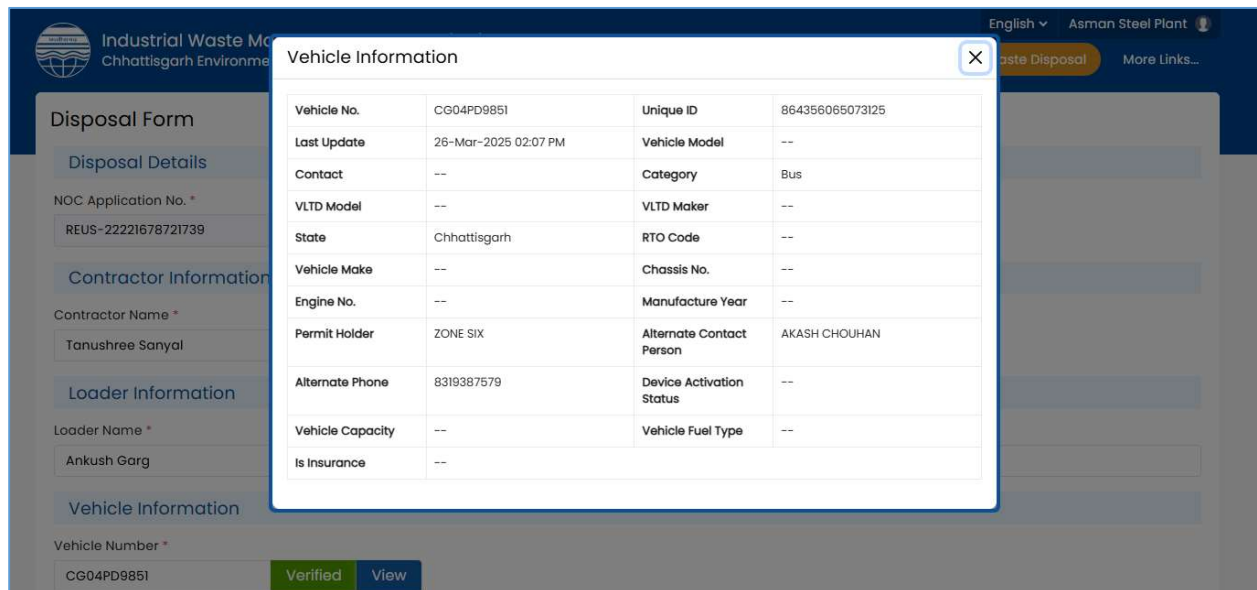 English Asman Steel Plant
Industrial Waste Ma
Chhattisgarh Environme
aste Disposal More Links...
Vehicle Information
Vehicle No. CG04PD9851 Unique ID 864356065073125
Last Update 26-Mar-2025 02:07 PM Vehicle Model --
Contact -- Category Bus
VLTD Model -- VLTD Maker --
State Chhattisgarh RTO Code --
Vehicle Make -- Chassis No. --
Engine No. -- Manufacture Year --
Permit Holder ZONE SIX Alternate Contact Person AKASH CHOUHAN
Alternate Phone 8319387579 Device Activation Status --
Vehicle Capacity -- Vehicle Fuel Type --
Is Insurance --
Disposal Form
Disposal Details
NOC Application No. *
REUS-22221678721739
Contractor Information
Contractor Name *
Tanushree Sanyal
Loader Information
Loader Name *
Ankush Garg
Vehicle Information
Vehicle Number *
CG04PD9851 Verified View